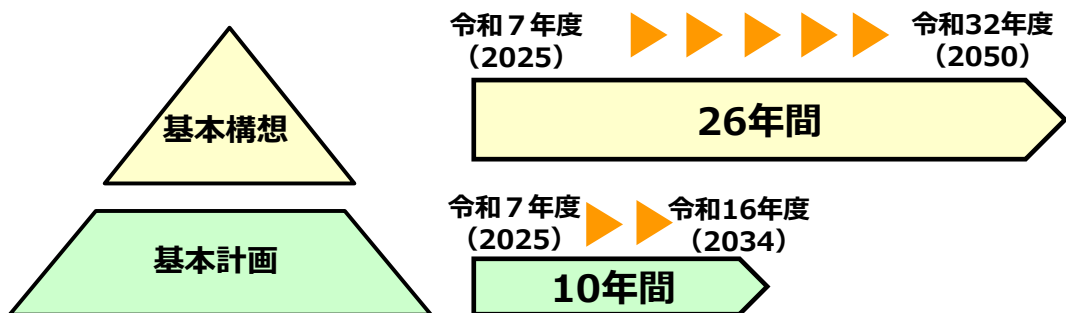 基本構想
令和７年度
（2025）
令和32年度
（2050）
26年間
基本計画
令和７年度
（2025）
令和16年度
（2034）
10年間